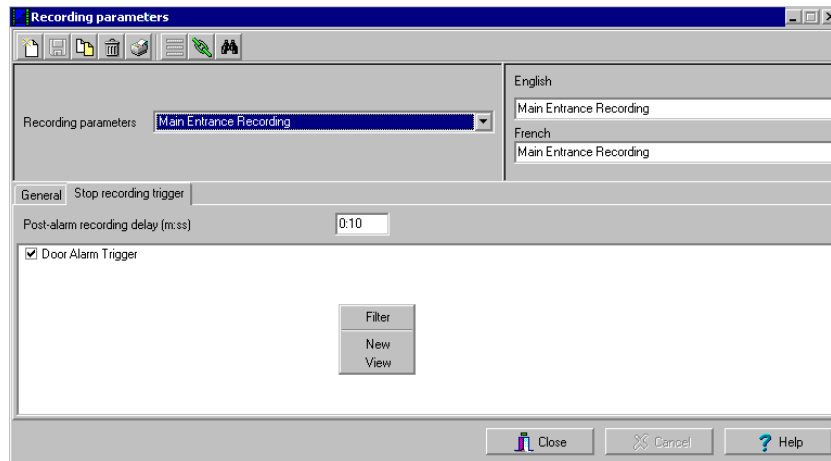 Recording parameters
English
Main Entrance Recording
Recording parameters Main Entrance Recording
French
Main Entrance Recording
General Stop recording trigger
Post-alarm recording delay (m:ss) 0:10
Door Alarm Trigger
Filter
New
View
Close Cancel Help